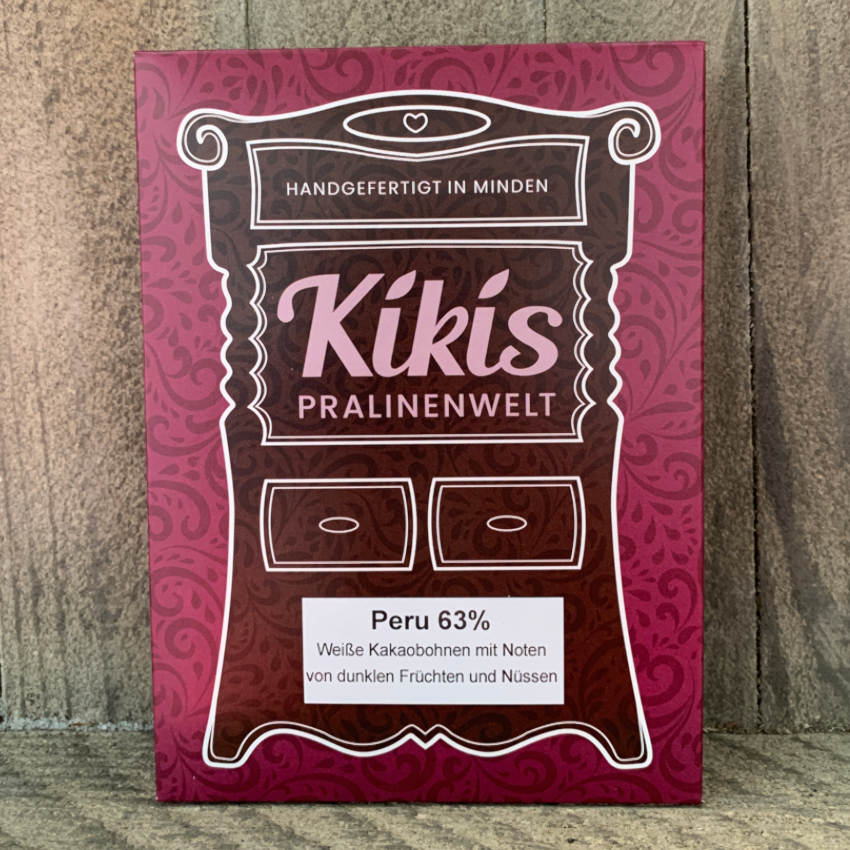 HANDGEFERTIGT IN MINDEN
Kikis
PRALINENWELT
Peru 63%
Weiße Kakaobohnen mit Noten
von dunklen Früchten und Nüssen